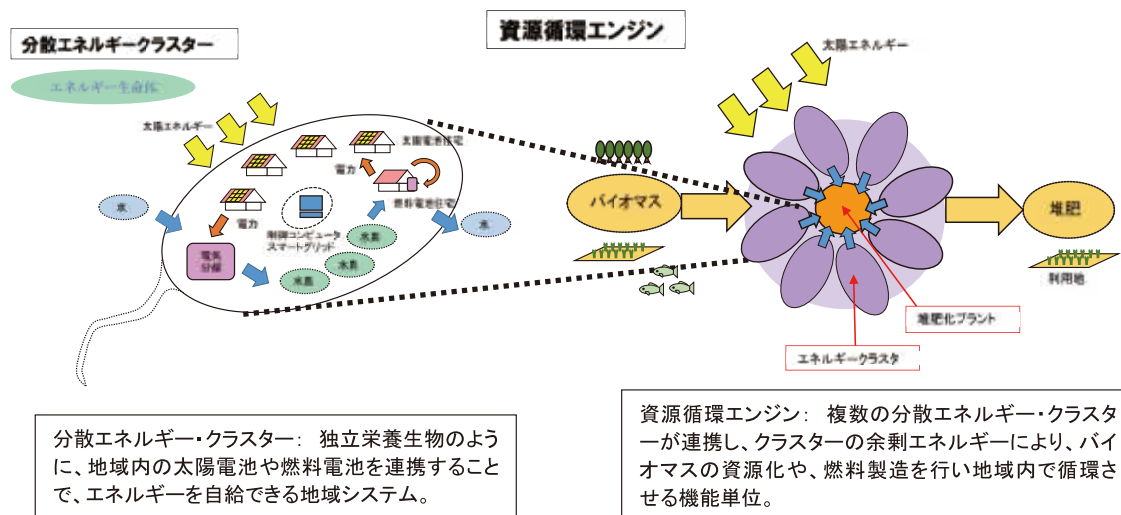 分散エネルギークラスター
資源循環エンジン
エネルギー生命体
太陽エネルギー
太陽エネルギー
太陽電池住宅
電力
燃料電池住宅
バイオマス
堆肥
水
電力
水
制御コンピュータ
スマートグリッド
水素
電気
分解
水素
水素
利用地
堆肥化プラント
エネルギークラスタ
分散エネルギー・クラスター： 独立栄養生物のよう
に、地域内の太陽電池や燃料電池を連携すること
で、エネルギーを自給できる地域システム。
資源循環エンジン： 複数の分散エネルギー・クラスタ
ーが連携し、クラスターの余剰エネルギーにより、バイ
オマスの資源化や、燃料製造を行い地域内で循環さ
せる機能単位。